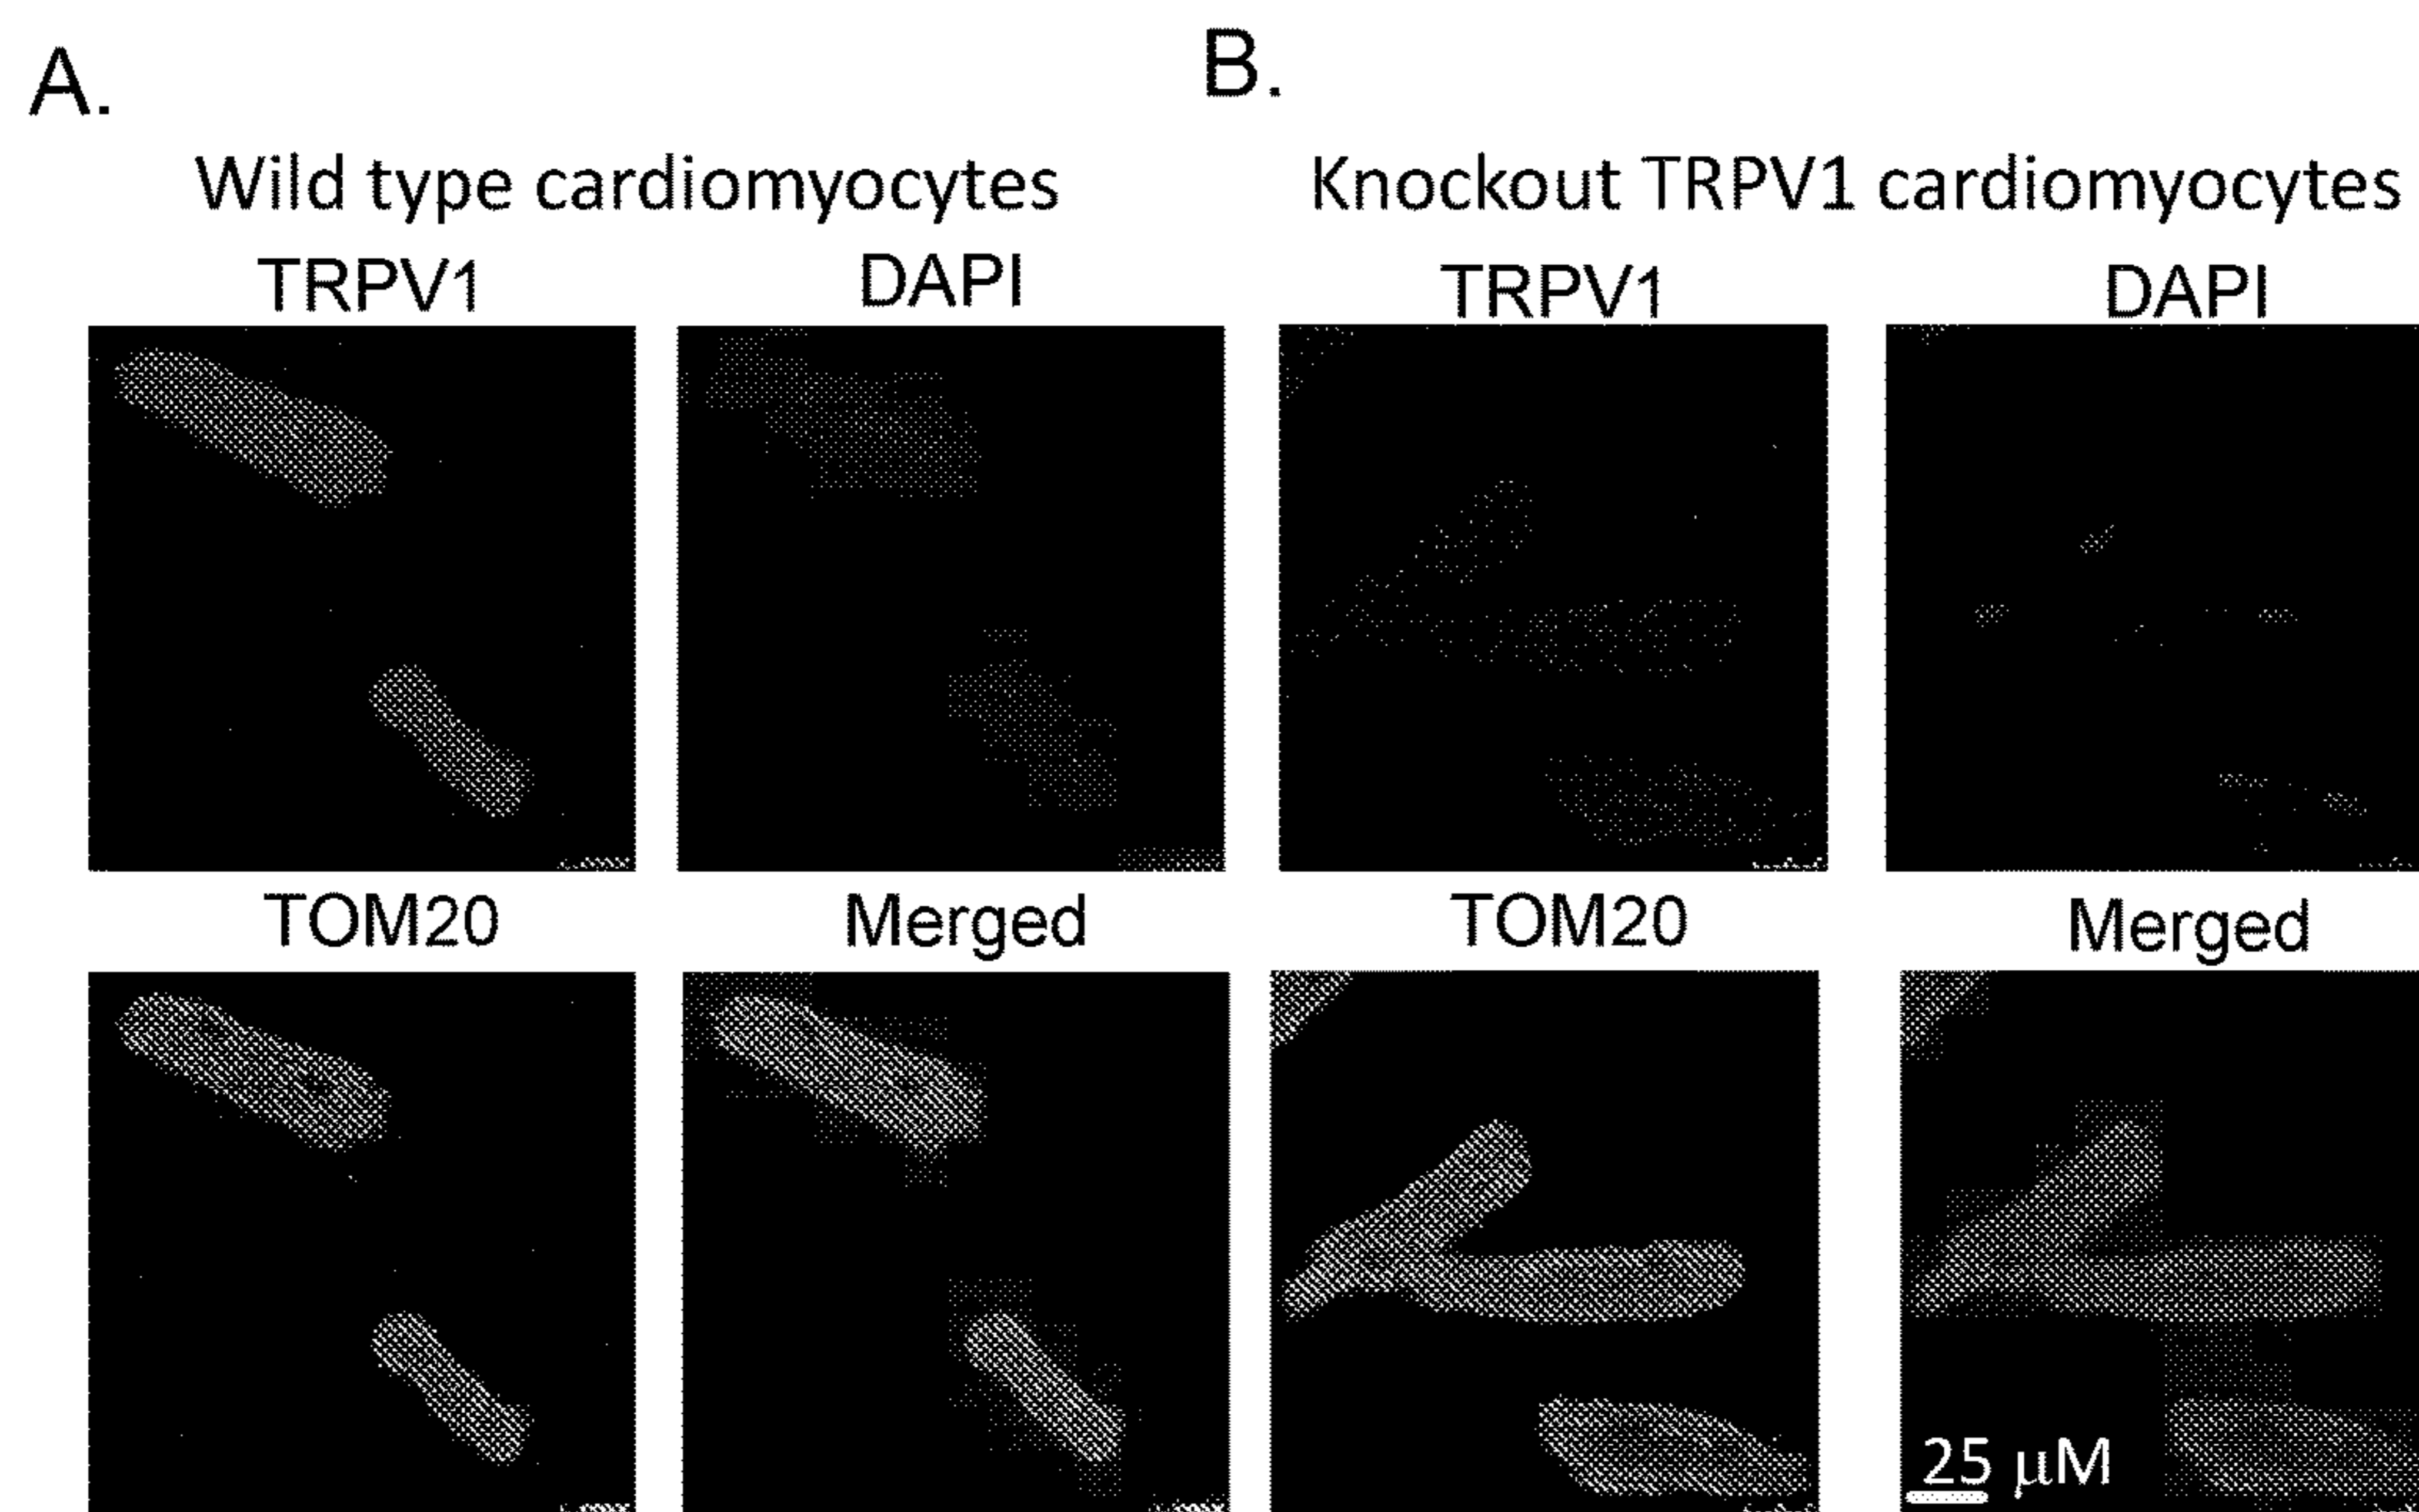 A.
Wild type cardiomyocytes
TRPV1 DAPI
TOM20 Merged
B.
Knockout TRPV1 cardiomyocytes
TRPV1 DAPI
TOM20 Merged
25 μM